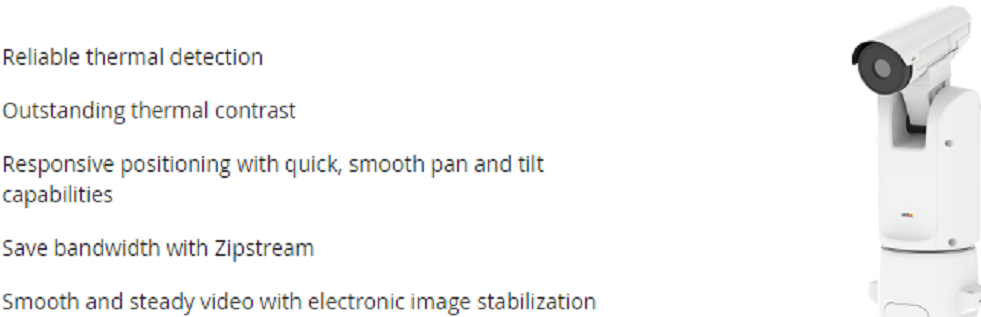 Reliable thermal detection
Outstanding thermal contrast
Responsive positioning with quick, smooth pan and tilt
capabilities
Save bandwidth with Zipstream
Smooth and steady video with electronic image stabilization